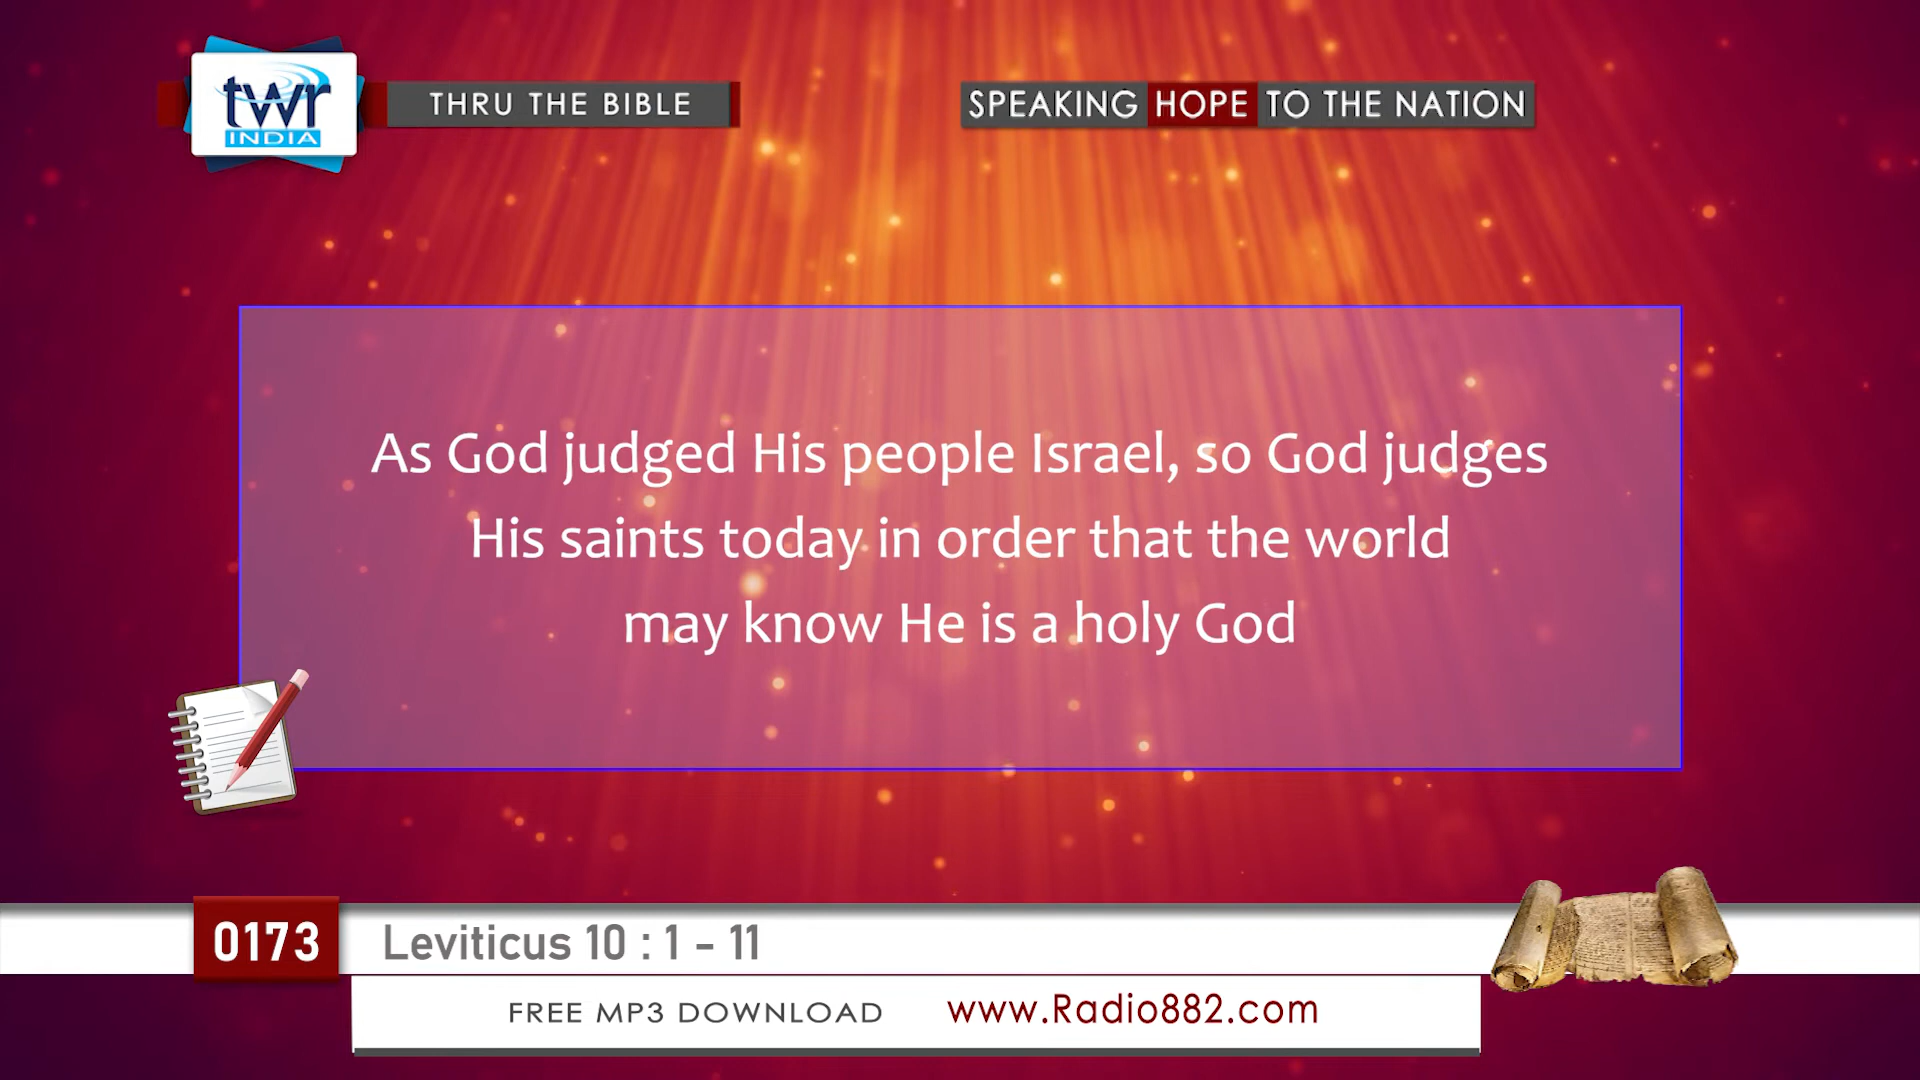 twr
INDIA
THRU THE BIBLE
SPEAKING HOPE TO THE NATION
As God judged His people Israel, so God judges
His saints today in order that the world
may know He is a holy God
0173
Leviticus 10 : 1 - 11
FREE MP3 DOWNLOAD
www.Radio882.com